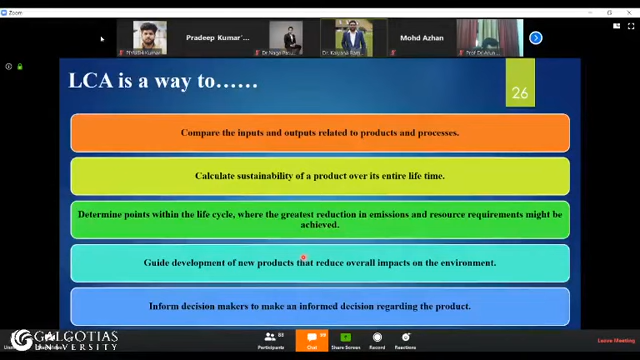 Zoom
Pradeep Kumar'...
Mohd Azhan
LCA is a way to……
26
Compare the inputs and outputs related to products and processes.
Calculate sustainability of a product over its entire life time.
Determine points within the life cycle, where the greatest reduction in emissions and resource requirements might be
achieved.
Guide development of new products that reduce overall impacts on the environment.
Inform decision makers to make an informed decision regarding the product.
GALGOTIAS
UNIVERSITY
Participants
Chat
Share Screen
Record
Reactions
Leave Meeting